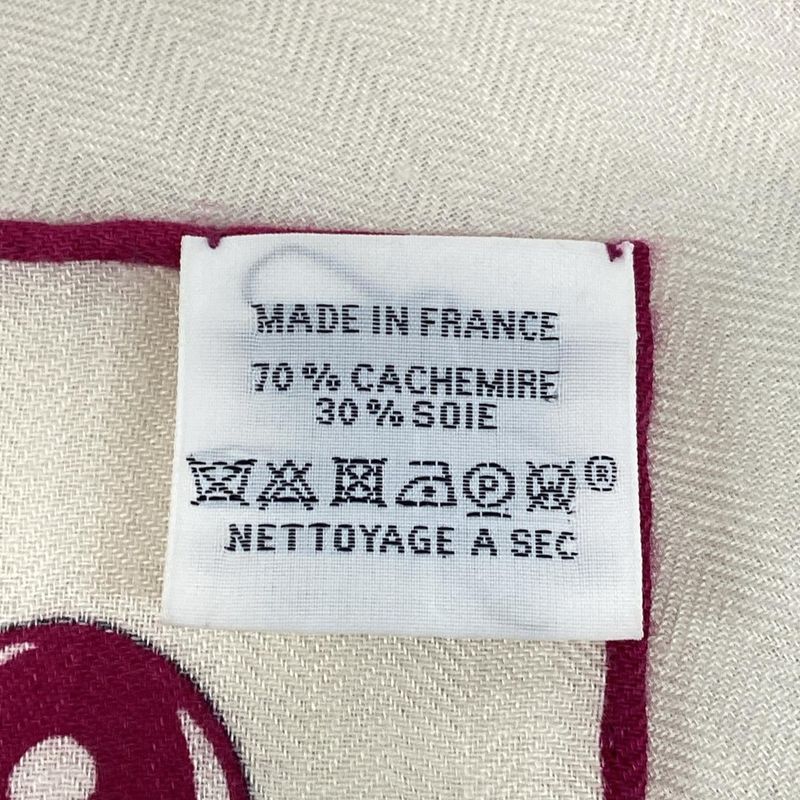 MADE IN FRANCE
70 % CACHEMIRE
30 % SOIE
P W ®
NETTOYAGE A SEC